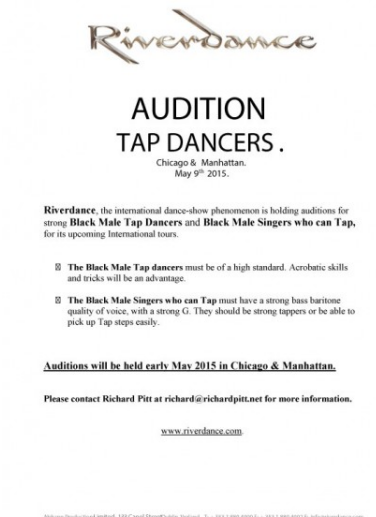 Riverdance
AUDITION
TAP DANCERS.
Chicago & Manhattan.
May 9th 2015.
Riverdance, the international dance-show phenomenon is holding auditions for
strong Black Male Tap Dancers and Black Male Singers who can Tap,
for its upcoming International tours.
The Black Male Tap dancers must be of a high standard. Acrobatic skills
and tricks will be an advantage.
The Black Male Singers who can Tap must have a strong bass baritone
quality of voice, with a strong G. They should be strong tappers or be able to
pick up Tap steps easily.
Auditions will be held early May 2015 in Chicago & Manhattan.
Please contact Richard Pitt at richard@richardpitt.net for more information.
www.riverdance.com.